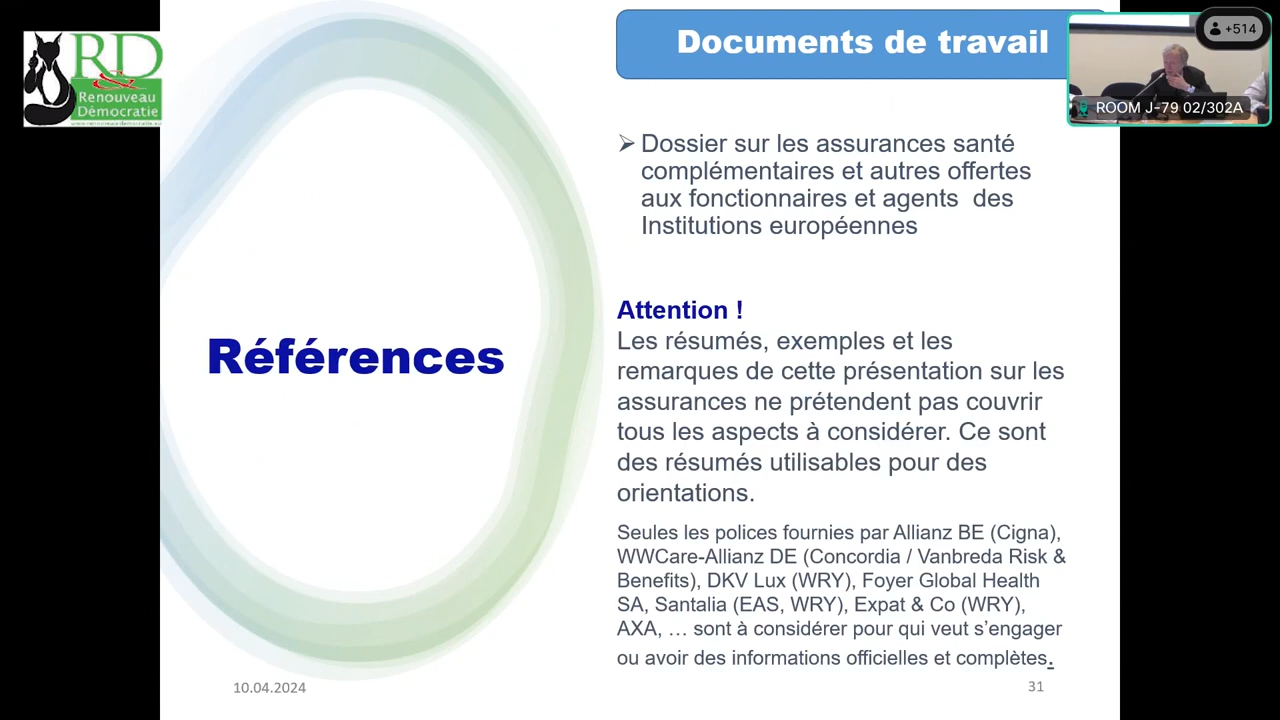 RD
&
Renouveau
Démocratie
Documents de travail
+514
ROOM J-79 02/302A
➢ Dossier sur les assurances santé
complémentaires et autres offertes
aux fonctionnaires et agents des
Institutions européennes
Références
Attention !
Les résumés, exemples et les
remarques de cette présentation sur les
assurances ne prétendent pas couvrir
tous les aspects à considérer. Ce sont
des résumés utilisables pour des
orientations.
Seules les polices fournies par Allianz BE (Cigna),
WWCare-Allianz DE (Concordia / Vanbreda Risk &
Benefits), DKV Lux (WRY), Foyer Global Health
SA, Santalia (EAS, WRY), Expat & Co (WRY),
AXA, … sont à considérer pour qui veut s’engager
ou avoir des informations officielles et complètes.
10.04.2024
31